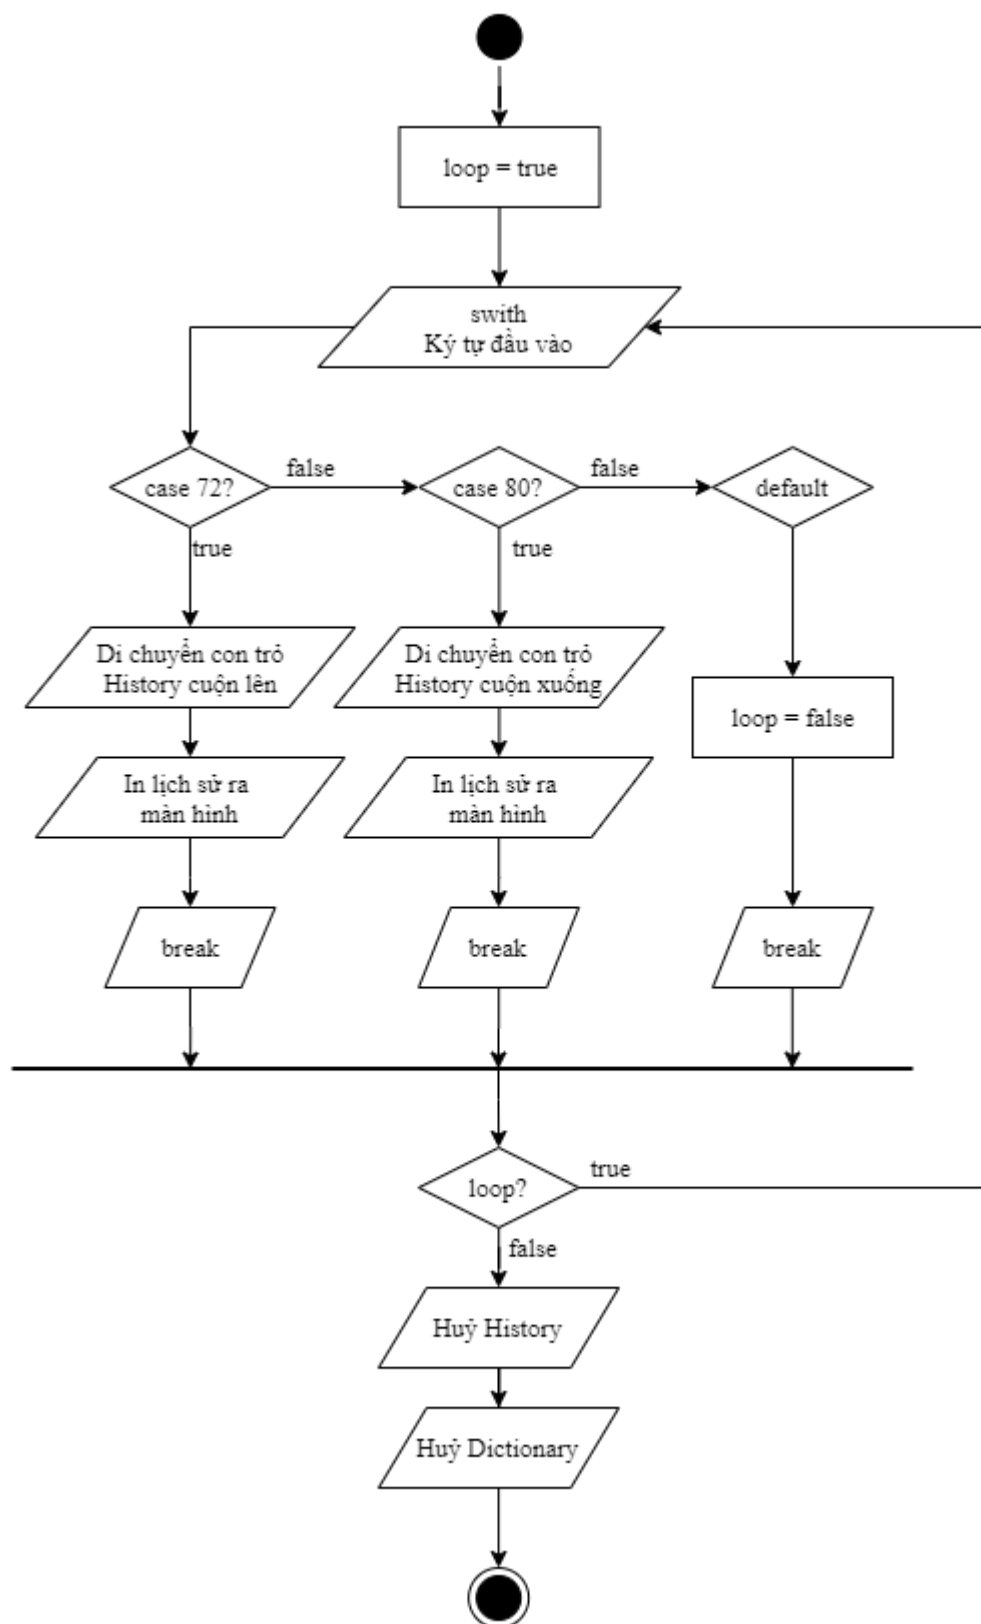 loop = true
swith
Ký tự đầu vào
case 72?
false
case 80?
false
default
true
true
Di chuyển con trỏ
History cuộn lên
Di chuyển con trỏ
History cuộn xuống
loop = false
In lịch sử ra
màn hình
In lịch sử ra
màn hình
break
break
break
loop?
true
false
Huỷ History
Huỷ Dictionary